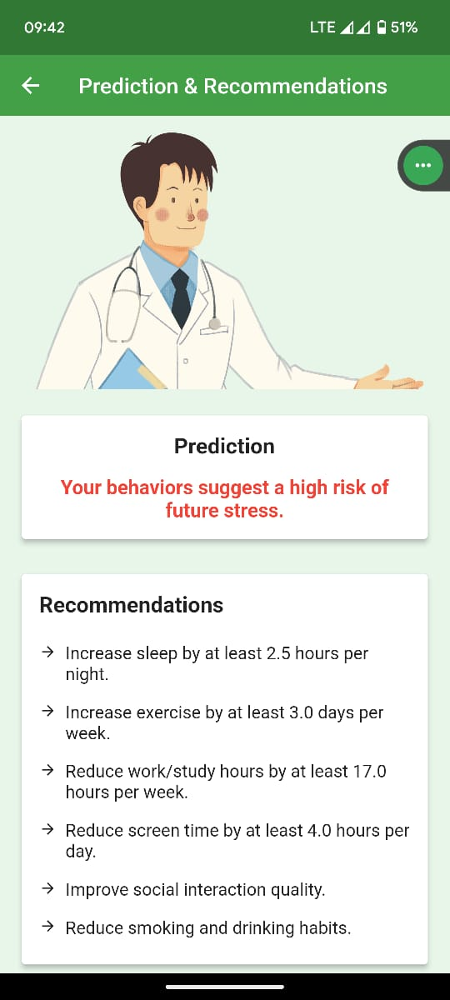 09:42
LTE 51%
Prediction & Recommendations
Prediction
Your behaviors suggest a high risk of
future stress.
Recommendations
→ Increase sleep by at least 2.5 hours per
night.
→ Increase exercise by at least 3.0 days per
week.
→ Reduce work/study hours by at least 17.0
hours per week.
→ Reduce screen time by at least 4.0 hours per
day.
→ Improve social interaction quality.
→ Reduce smoking and drinking habits.